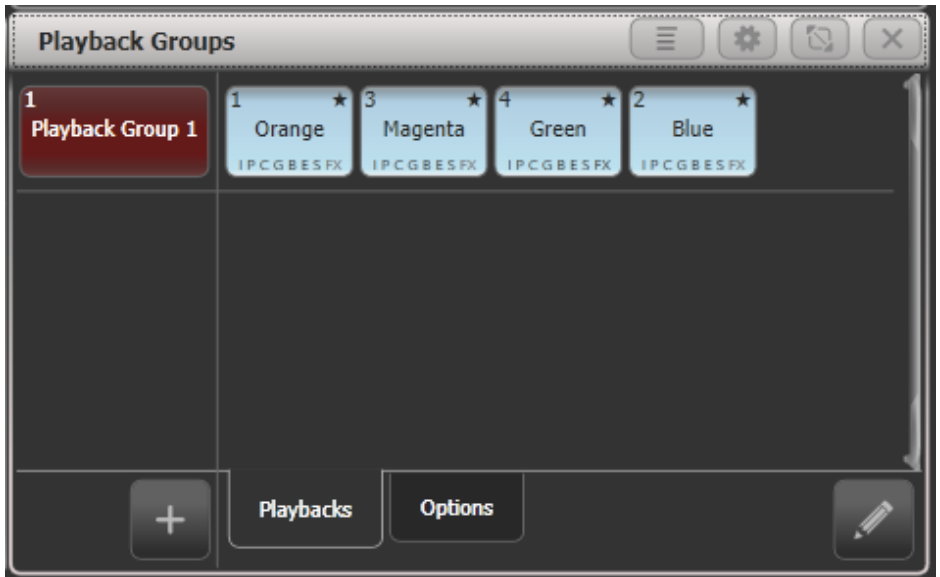 Playback Groups
1
Playback Group 1
1 ★ 3 ★ 4 ★ 2 ★
Orange Magenta Green Blue
IPCGBESFX IPCGBESFX IPCGBESFX IPCGBESFX
Playbacks Options